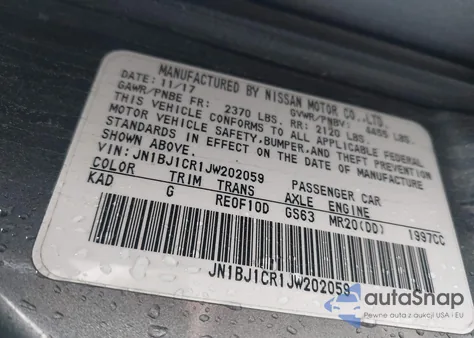 MANUFACTURED BY NISSAN MOTOR CO.,LTD.
DATE: 11/17 GVWR/PNBV: 4455 LBS.
GAWR/PNBE FR: 2370 LBS. RR: 2120 LBS
THIS VEHICLE CONFORMS TO ALL APPLICABLE FEDERAL
MOTOR VEHICLE SAFETY,BUMPER,AND THEFT PREVENTION
STANDARDS IN EFFECT ON THE DATE OF MANUFACTURE
SHOWN ABOVE.
VIN:JN1BJ1CR1JW202059 PASSENGER CAR
COLOR TRIM TRANS AXLE ENGINE
KAD G RE0F10D GS63 MR20(DD) 1997CC
JN1BJ1CR1JW202059
autoSnap
Pewne auta z aukcji USA i EU